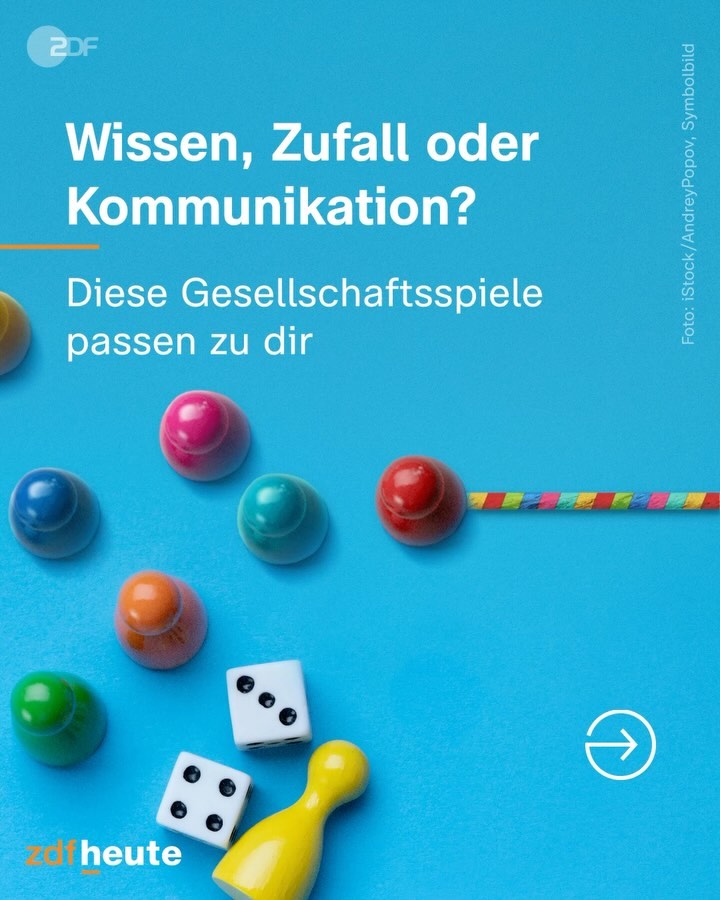 ZDF
Wissen, Zufall oder
Kommunikation?
Diese Gesellschaftsspiele
passen zu dir
Foto: iStock/AndreyPopov, Symbolbild
zdfheute